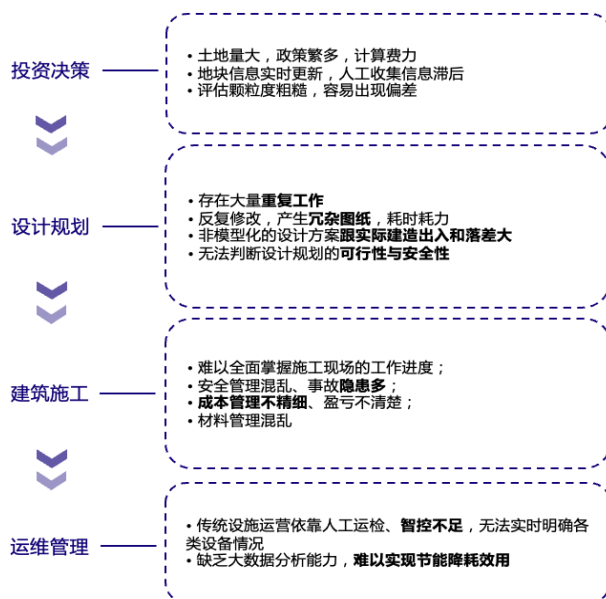 投资决策
• 土地量大，政策繁多，计算费力
• 地块信息实时更新，人工收集信息滞后
• 评估颗粒度粗糙，容易出现偏差
设计规划
• 存在大量重复工作
• 反复修改，产生冗杂图纸，耗时耗力
• 非模型化的设计方案跟实际建造出入和落差大
• 无法判断设计规划的可行性与安全性
建筑施工
• 难以全面掌握施工现场的工作进度；
• 安全管理混乱、事故隐患多；
• 成本管理不精细、盈亏不清楚；
• 材料管理混乱
运维管理
• 传统设施运营依靠人工运检、智控不足，无法实时明确各
类设备情况
• 缺乏大数据分析能力，难以实现节能降耗效用